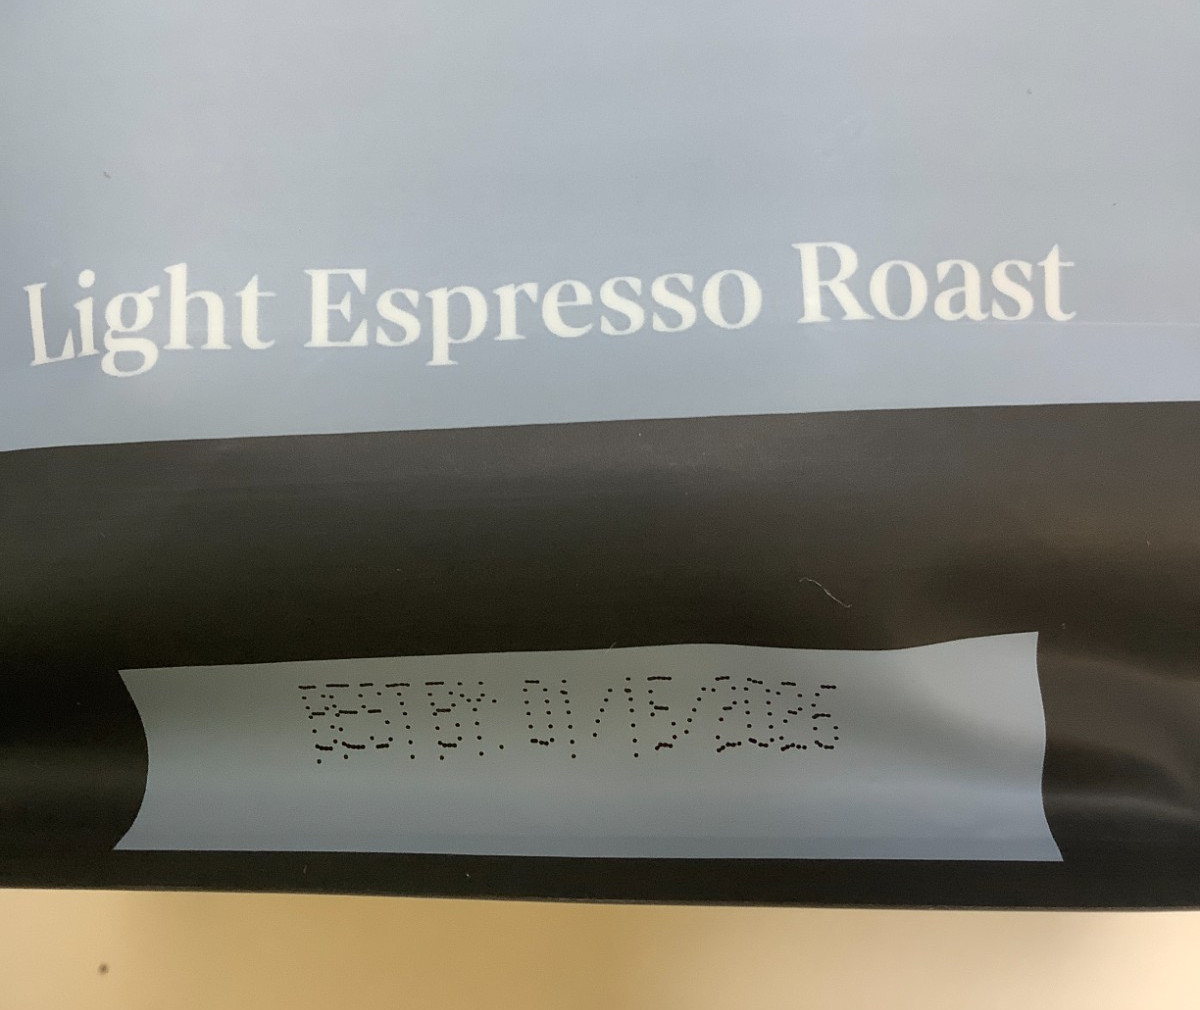 Light Espresso Roast
BEST BY. 01/15/2026